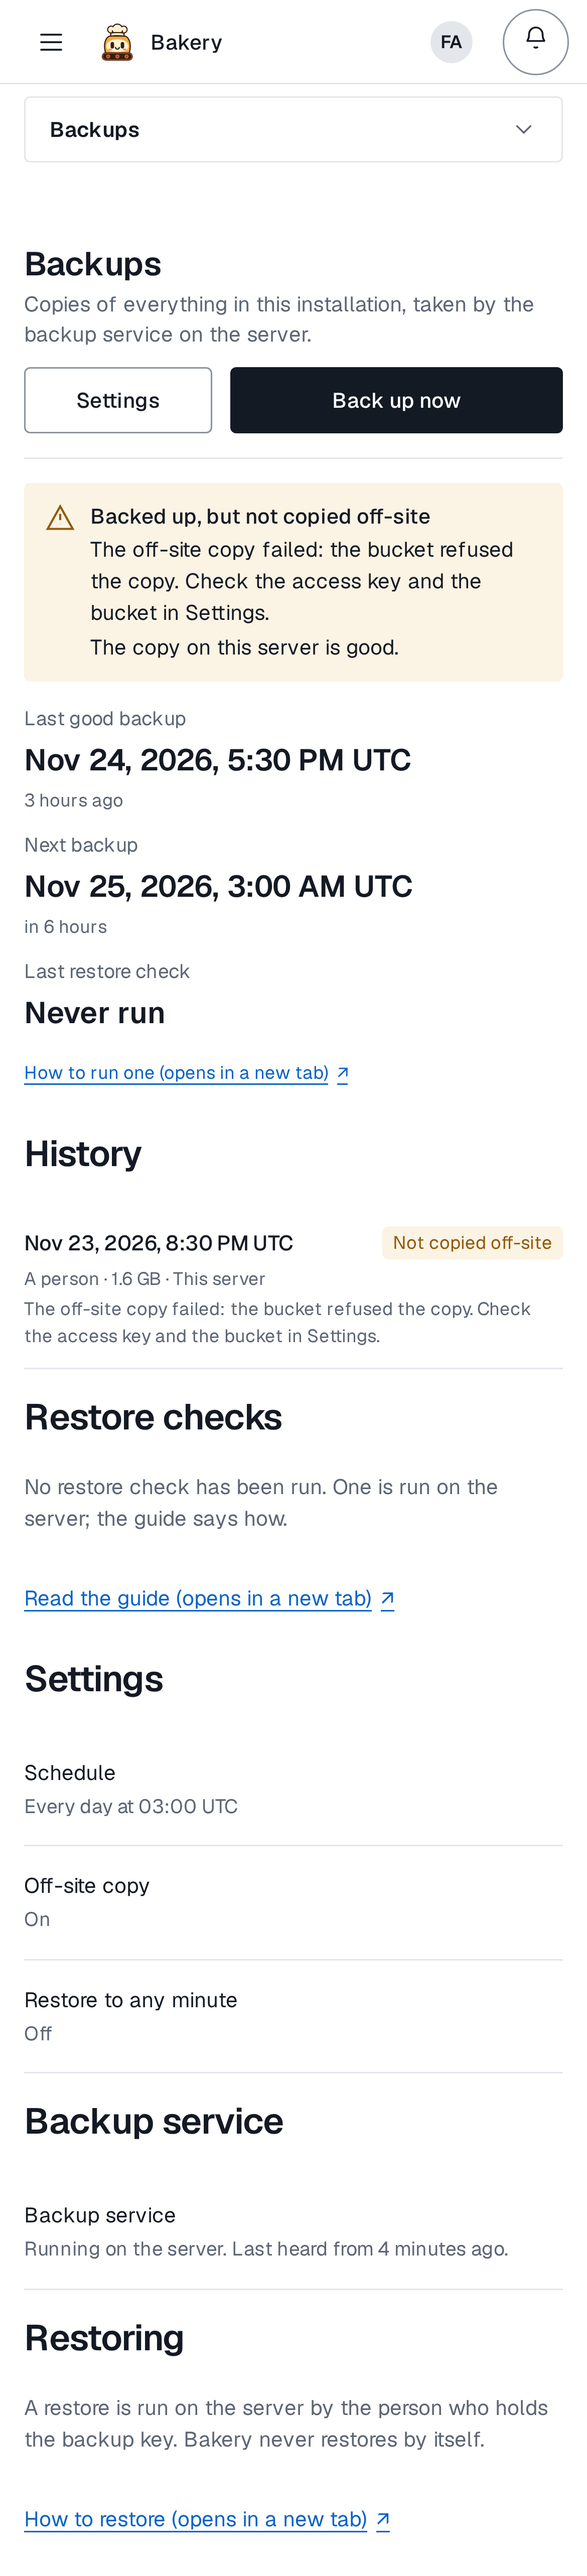 Bakery
FA
Backups
Backups
Copies of everything in this installation, taken by the
backup service on the server.
Settings
Back up now
Backed up, but not copied off-site
The off-site copy failed: the bucket refused
the copy. Check the access key and the
bucket in Settings.
The copy on this server is good.
Last good backup
Nov 24, 2026, 5:30 PM UTC
3 hours ago
Next backup
Nov 25, 2026, 3:00 AM UTC
in 6 hours
Last restore check
Never run
How to run one (opens in a new tab) ↗
History
Nov 23, 2026, 8:30 PM UTC
Not copied off-site
A person · 1.6 GB · This server
The off-site copy failed: the bucket refused the copy. Check
the access key and the bucket in Settings.
Restore checks
No restore check has been run. One is run on the
server; the guide says how.
Read the guide (opens in a new tab) ↗
Settings
Schedule
Every day at 03:00 UTC
Off-site copy
On
Restore to any minute
Off
Backup service
Backup service
Running on the server. Last heard from 4 minutes ago.
Restoring
A restore is run on the server by the person who holds
the backup key. Bakery never restores by itself.
How to restore (opens in a new tab) ↗